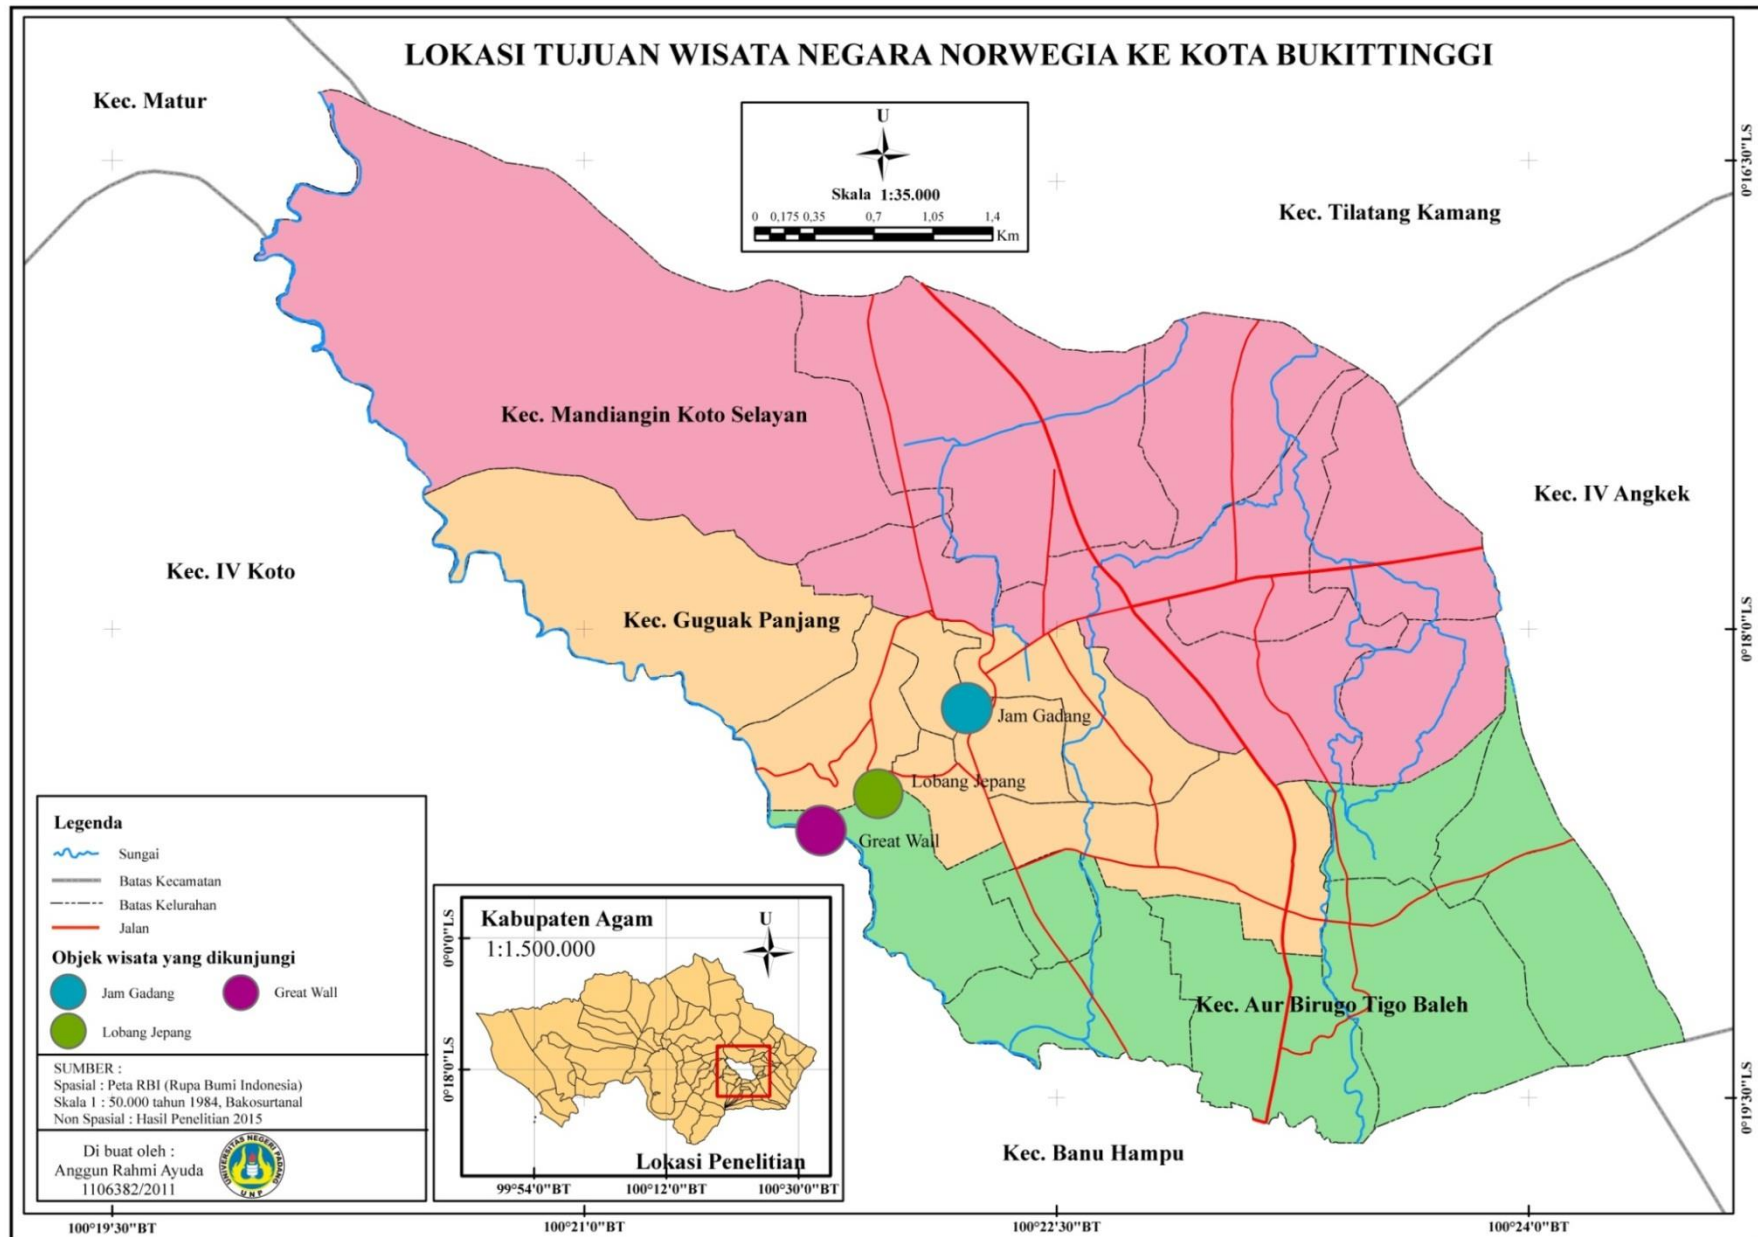 LOKASI TUJUAN WISATA NEGARA NORWEGIA KE KOTA BUKITTINGGI
Kec. Matur
U
Skala 1:35.000
0 0,175 0,35 0,7 1,05 1,4
Km
Kec. Tilatang Kamang
0°16'30"LS
Kec. Mandiangin Koto Selayan
Kec. IV Angkek
Kec. IV Koto
Kec. Guguak Panjang
0°18'0"LS
Jam Gadang
Lobang Jepang
Great Wall
Kec. Aur Birugo Tigo Baleh
Kec. Banu Hampu
0°19'30"LS
Legenda
Sungai
Batas Kecamatan
Batas Kelurahan
Jalan
Objek wisata yang dikunjungi
Jam Gadang
Great Wall
Lobang Jepang
SUMBER :
Spasial : Peta RBI (Rupa Bumi Indonesia)
Skala 1 : 50.000 tahun 1984, Bakosurtanal
Non Spasial : Hasil Penelitian 2015
Di buat oleh :
Anggun Rahmi Ayuda
1106382/2011
UNIVERSITAS NEGERI PADANG
UNP
Kabupaten Agam
1:1.500.000
U
0°0'0"LS
0°18'0"LS
Lokasi Penelitian
99°54'0"BT 100°12'0"BT 100°30'0"BT
100°19'30"BT 100°21'0"BT 100°22'30"BT 100°24'0"BT